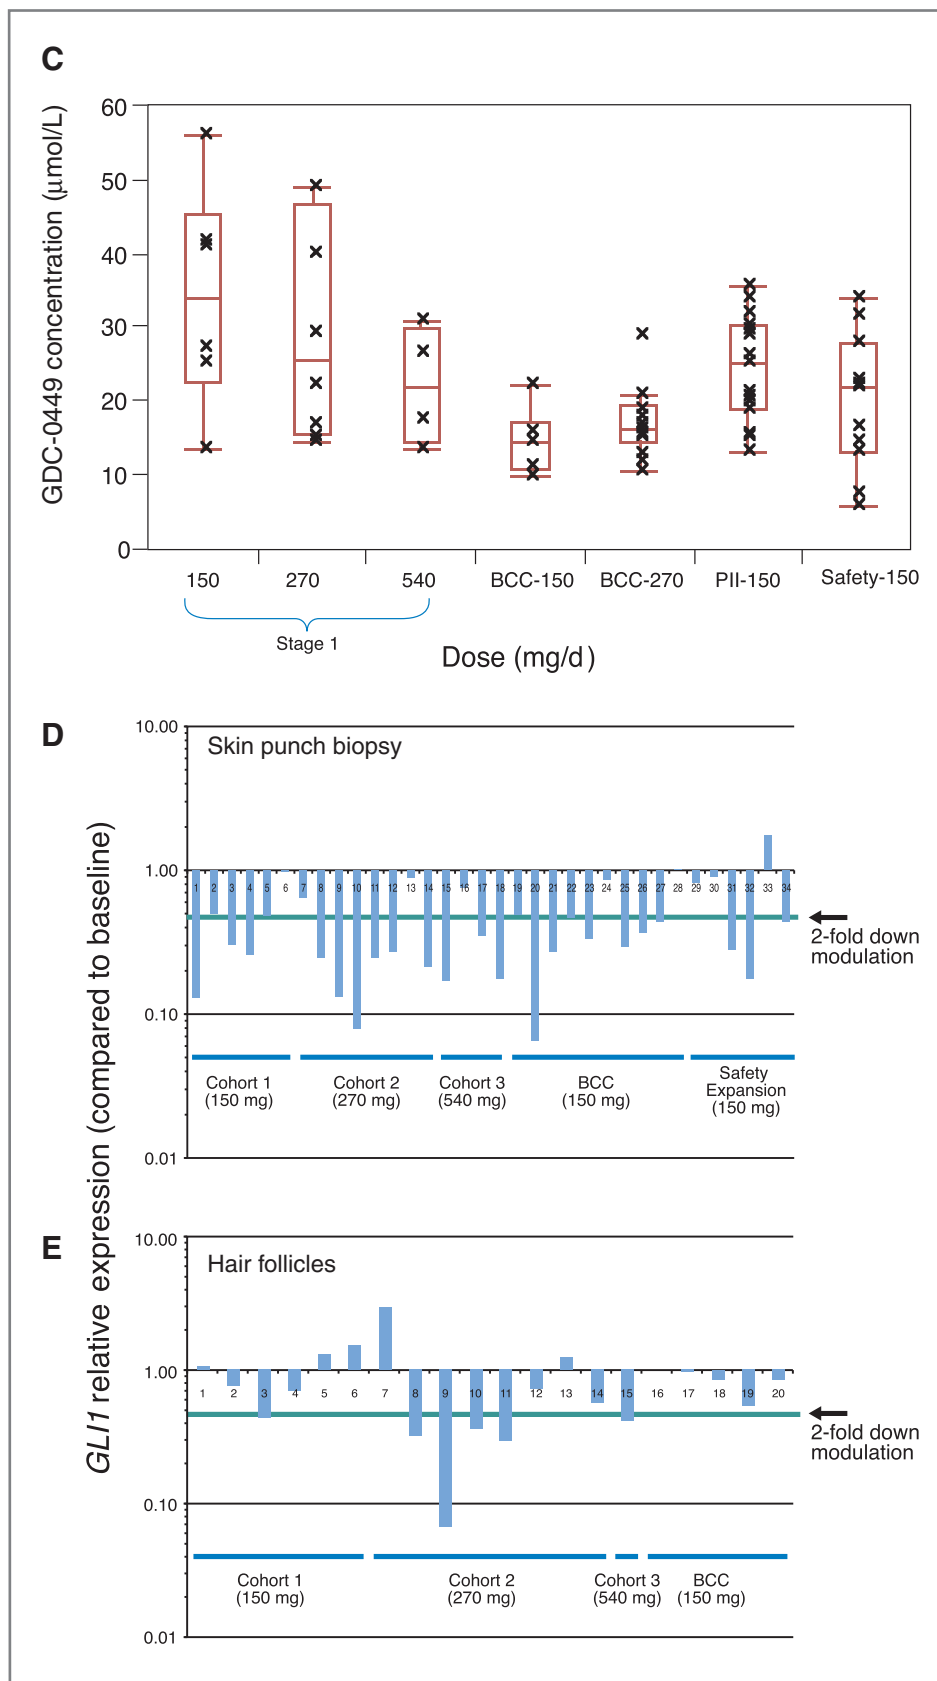 C
GDC-0449 concentration (μmol/L)
60
50
40
30
20
10
0
150 270 540 BCC-150 BCC-270 PII-150 Safety-150
Stage 1
Dose (mg/d)
GLI1 relative expression (compared to baseline)
D
Skin punch biopsy
10.00
1.00
1 2 3 4 5 6 7 8 9 10 11 12 13 14 15 16 17 18 19 20 21 22 23 24 25 26 27 28 29 30 31 32 33 34
2-fold down
modulation
0.10
Cohort 1
(150 mg)
Cohort 2
(270 mg)
Cohort 3
(540 mg)
BCC
(150 mg)
Safety
Expansion
(150 mg)
0.01
E
Hair follicles
10.00
1.00
1 2 3 4 5 6 7 8 9 10 11 12 13 14 15 16 17 18 19 20
2-fold down
modulation
0.10
Cohort 1
(150 mg)
Cohort 2
(270 mg)
Cohort 3
(540 mg)
BCC
(150 mg)
0.01